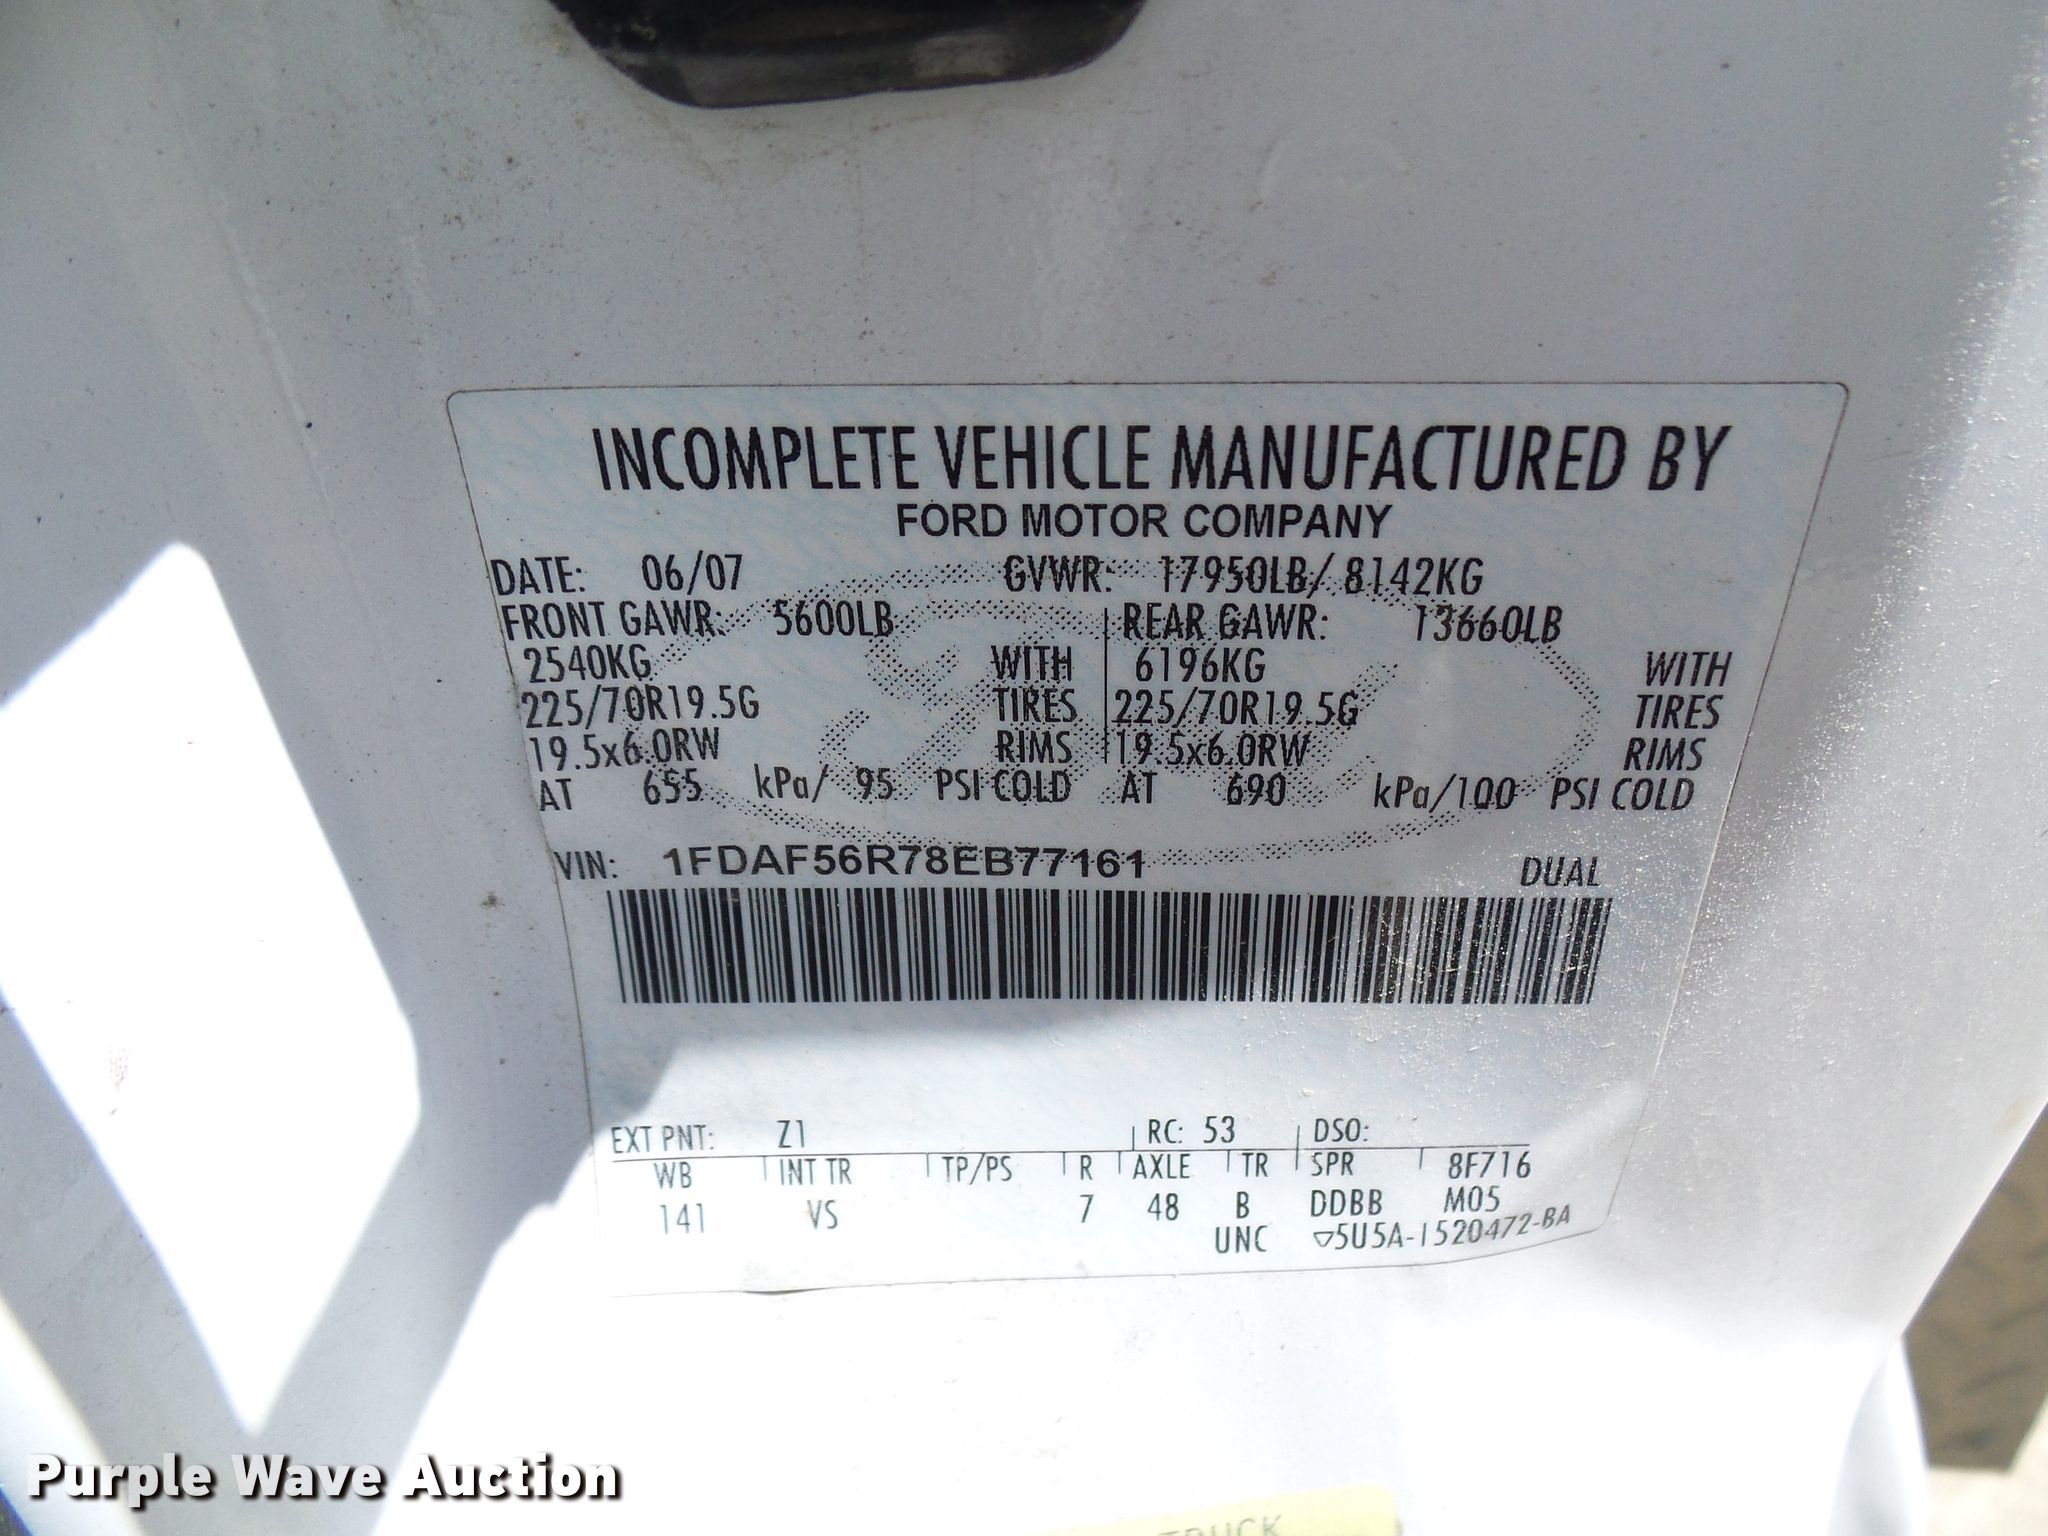 INCOMPLETE VEHICLE MANUFACTURED BY
FORD MOTOR COMPANY
DATE: 06/07 GVWR: 17950LB/ 8142KG
FRONT GAWR: 5600LB REAR GAWR: 13660LB
2540KG WITH 6196KG WITH
225/70R19.5G TIRES 225/70R19.5G TIRES
19.5x6.0RW RIMS 19.5x6.0RW RIMS
AT 655 kPa/ 95 PSI COLD AT 690 kPa/100 PSI COLD
VIN: 1FDAF56R78EB77161 DUAL
EXT PNT: Z1 RC: 53 DSO:
WB INT TR TP/PS R AXLE TR SPR 8F716
141 VS 7 48 B DDBB M05
UNC ▽5U5A-1520472-BA
TRUCK
Purple Wave Auction